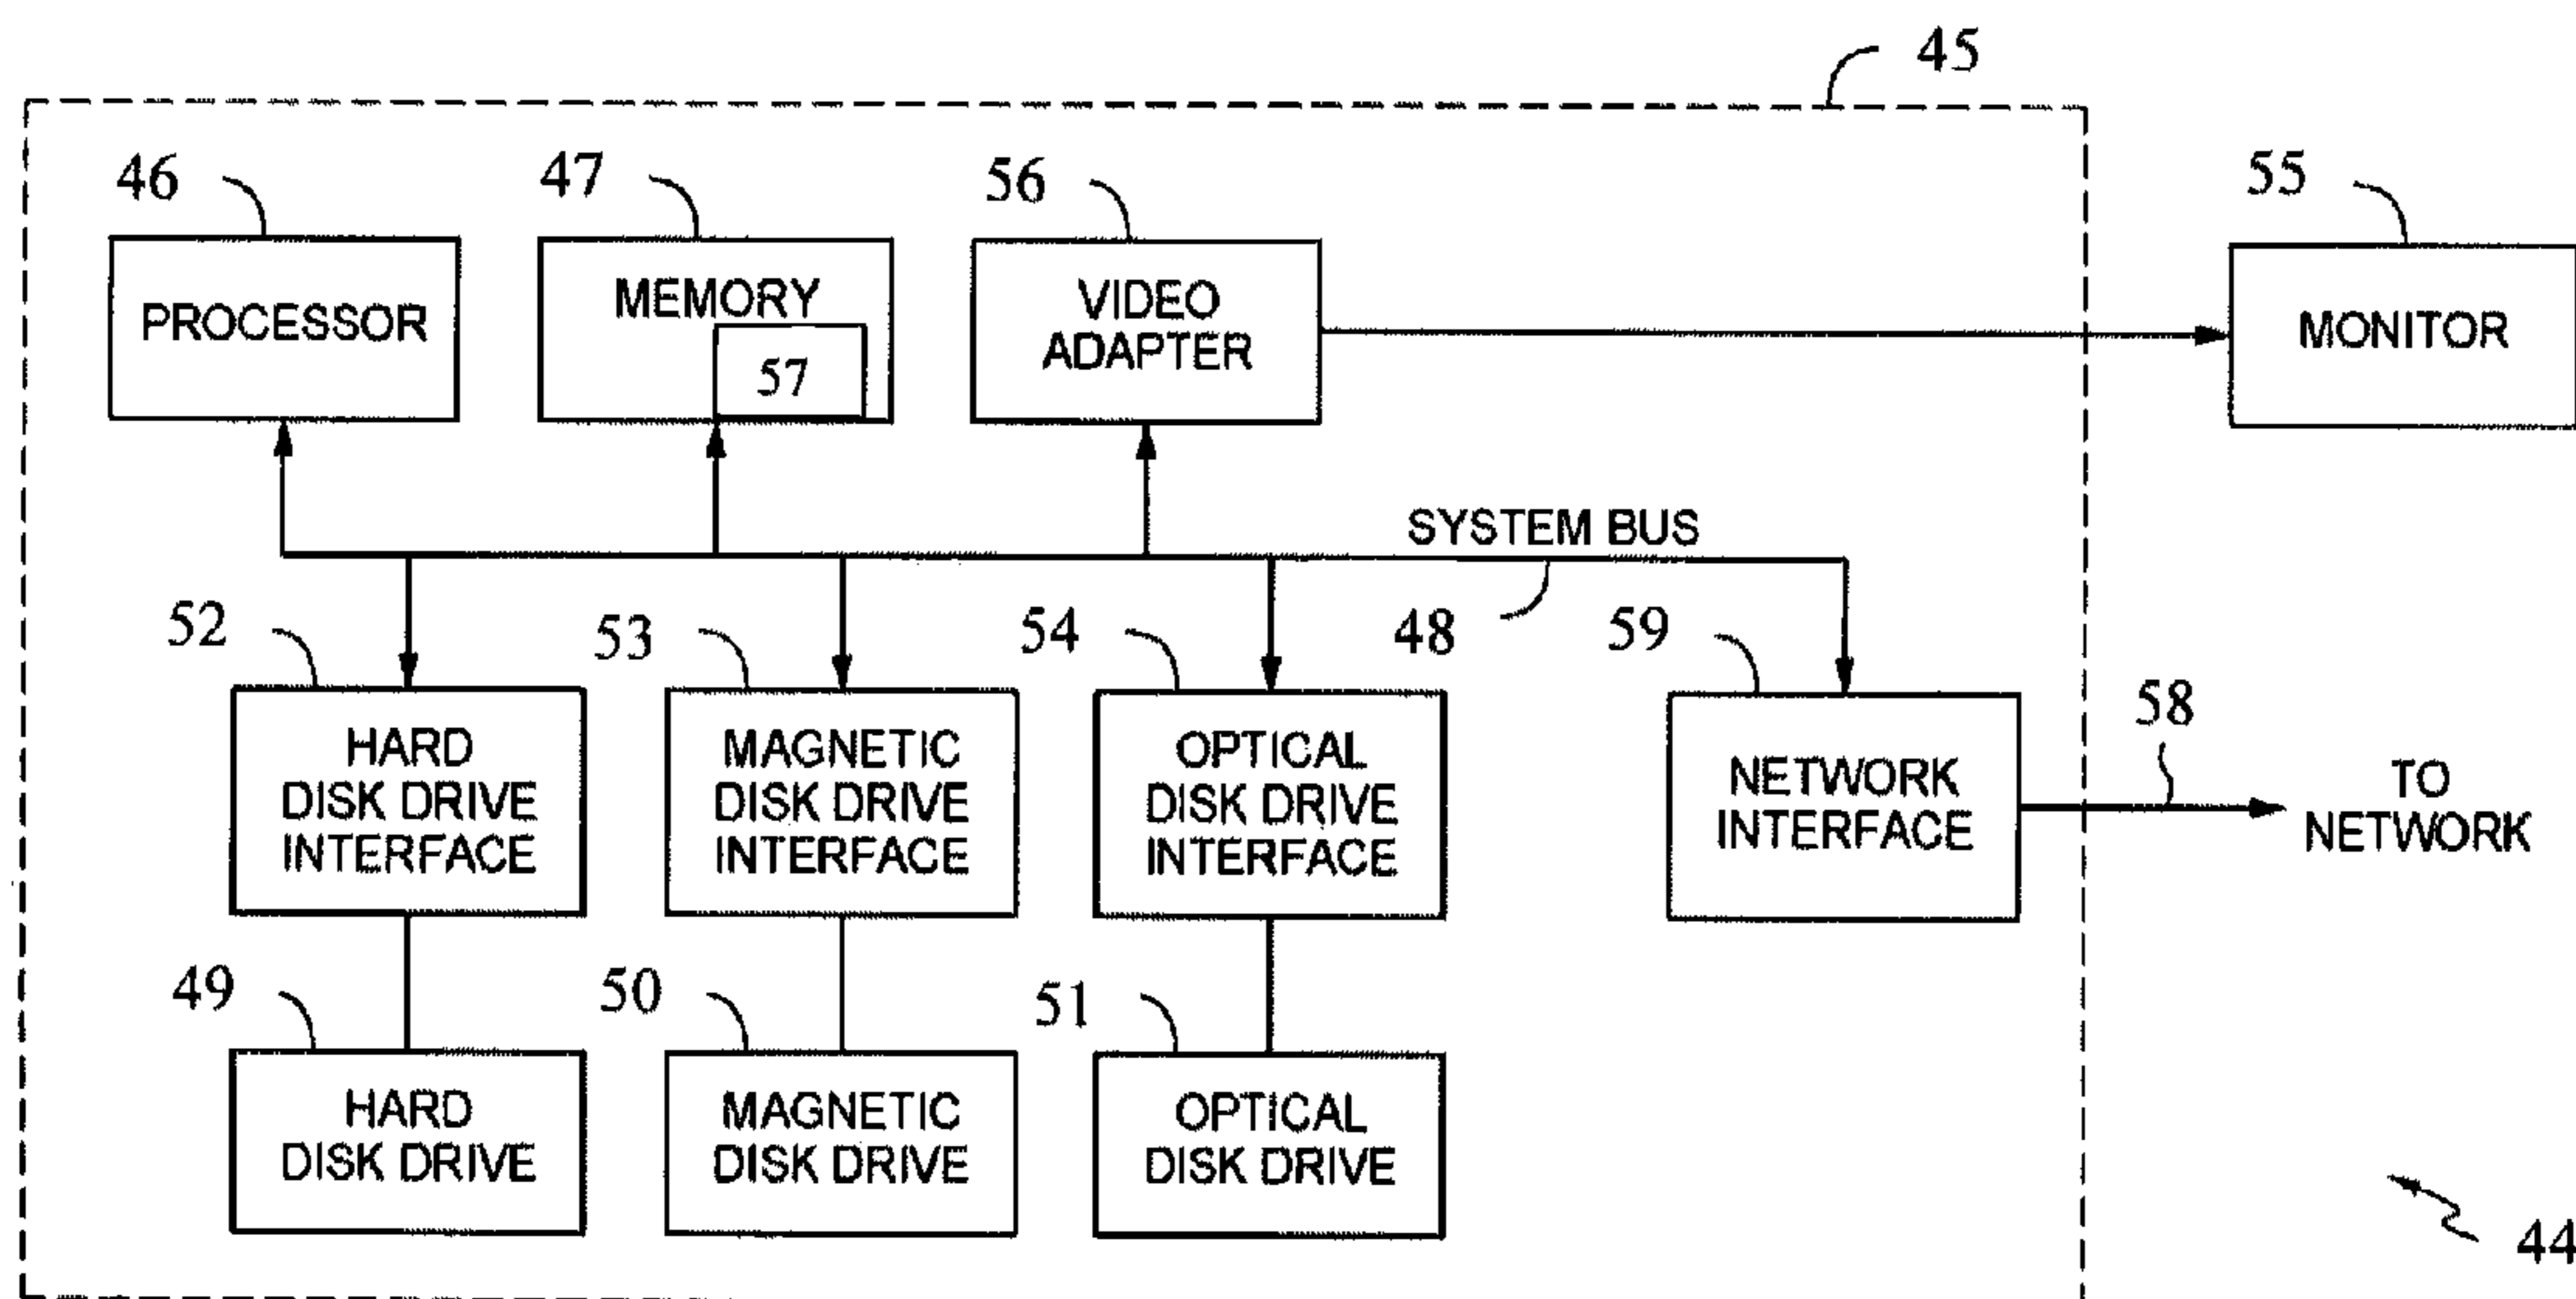 45
46
47
56
55
PROCESSOR
MEMORY
57
VIDEO
ADAPTER
MONITOR
SYSTEM BUS
52
53
54
48
59
58
HARD
DISK DRIVE
INTERFACE
MAGNETIC
DISK DRIVE
INTERFACE
OPTICAL
DISK DRIVE
INTERFACE
NETWORK
INTERFACE
TO
NETWORK
49
50
51
HARD
DISK DRIVE
MAGNETIC
DISK DRIVE
OPTICAL
DISK DRIVE
44